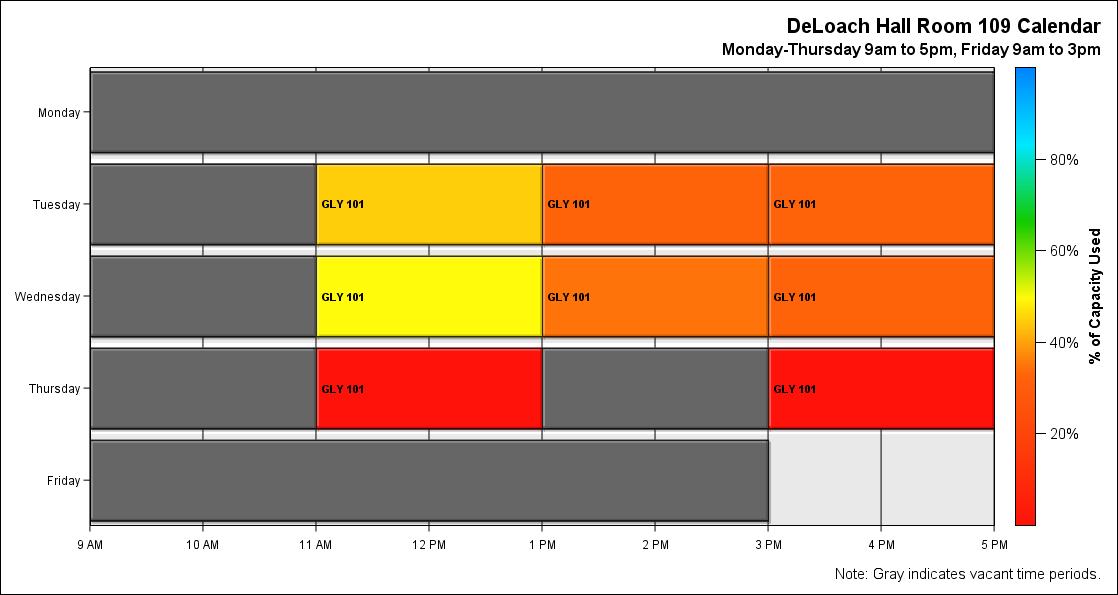 DeLoach Hall Room 109 Calendar
Monday-Thursday 9am to 5pm, Friday 9am to 3pm
Monday
Tuesday
GLY 101
GLY 101
GLY 101
Wednesday
GLY 101
GLY 101
GLY 101
Thursday
GLY 101
GLY 101
Friday
9 AM
10 AM
11 AM
12 PM
1 PM
2 PM
3 PM
4 PM
5 PM
80%
60%
40%
20%
% of Capacity Used
Note: Gray indicates vacant time periods.